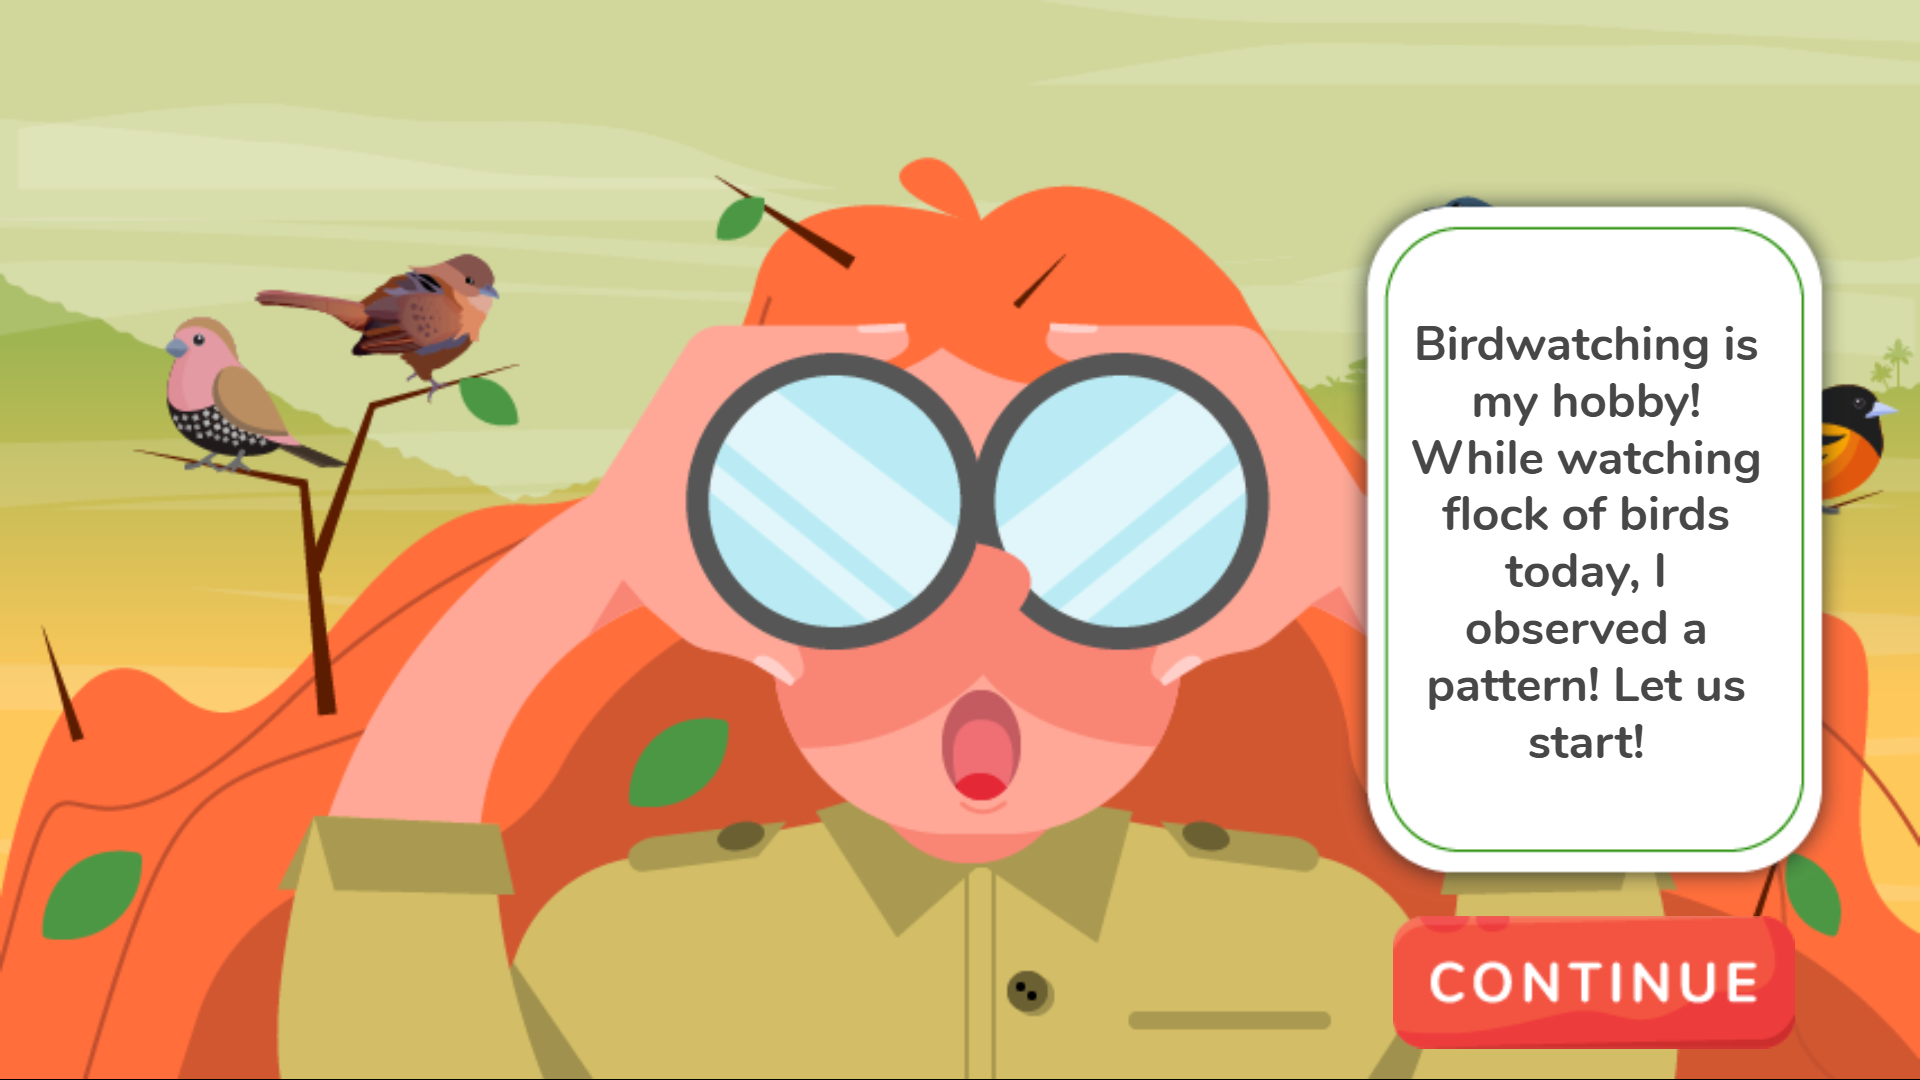 Birdwatching is
my hobby!
While watching
flock of birds
today, I
observed a
pattern! Let us
start!
CONTINUE